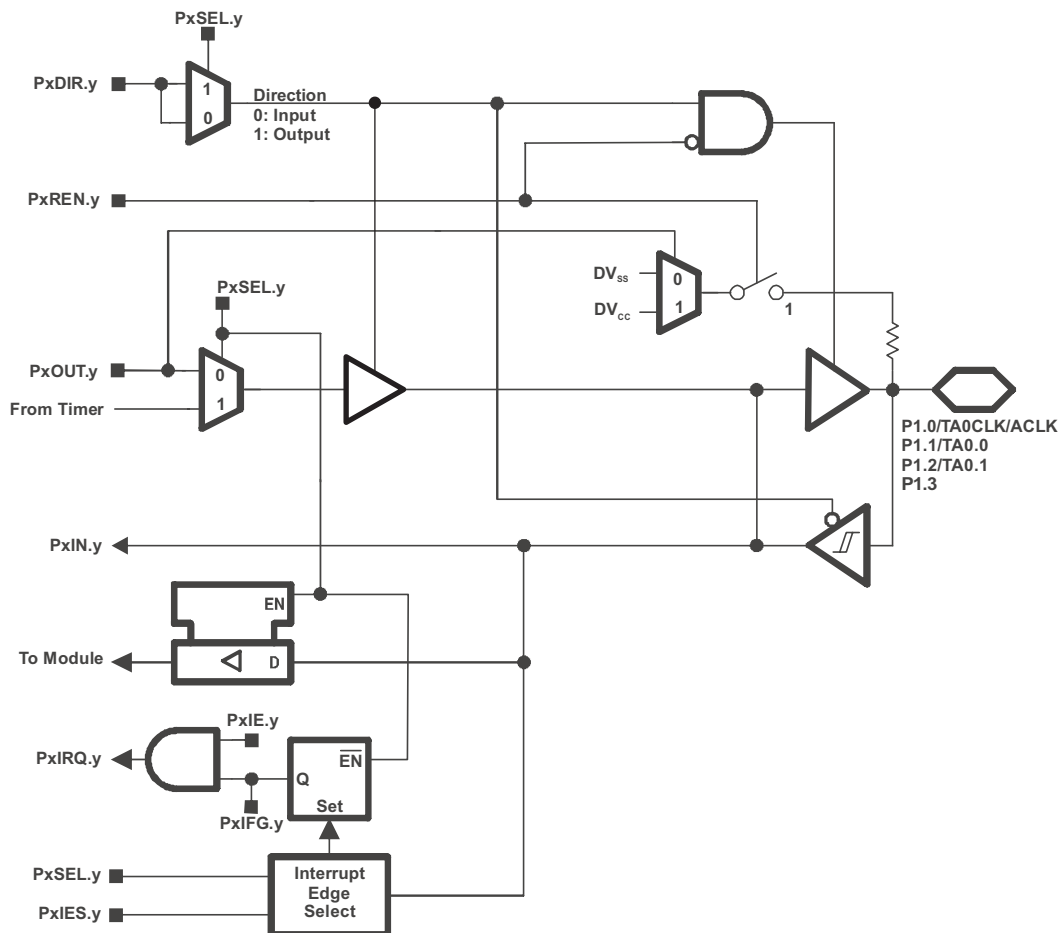 PxSEL.y
PxDIR.y
1
0
Direction
0: Input
1: Output
PxREN.y
DVSS
DVCC
0
1
1
PxSEL.y
PxOUT.y
0
1
From Timer
P1.0/TA0CLK/ACLK
P1.1/TA0.0
P1.2/TA0.1
P1.3
PxIN.y
EN
To Module
D
PxIE.y
PxIRQ.y
EN
Q
Set
PxIFG.y
PxSEL.y
PxIES.y
Interrupt
Edge
Select